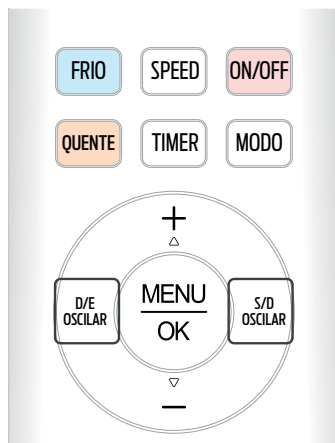 FRIO SPEED ON/OFF
QUENTE TIMER MODO
+
D/E
OSCILAR
MENU
OK
S/D
OSCILAR
−